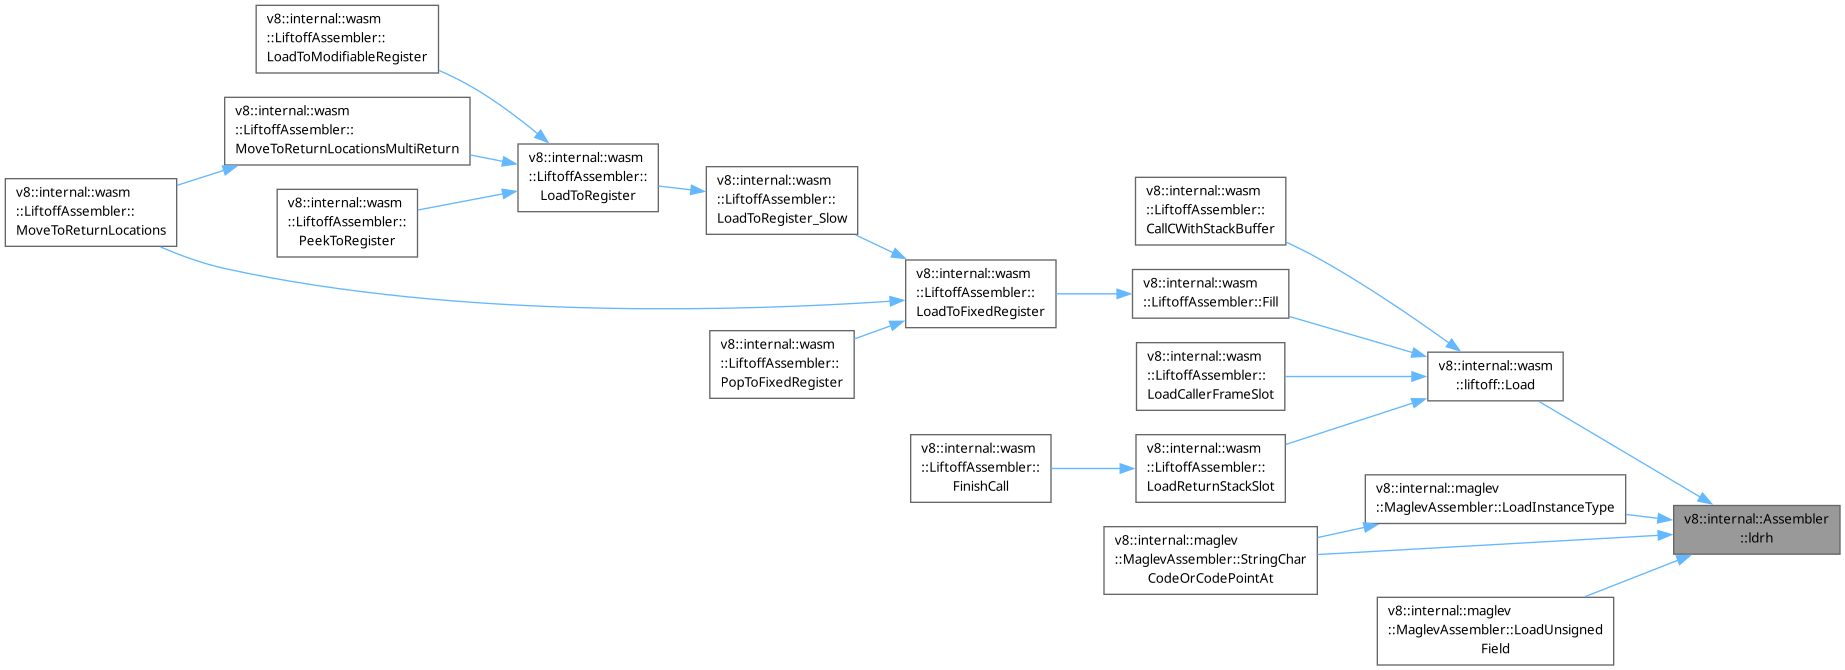 v8::internal::wasm
::LiftoffAssembler::
LoadToModifiableRegister
v8::internal::wasm
::LiftoffAssembler::
MoveToReturnLocationsMultiReturn
v8::internal::wasm
::LiftoffAssembler::
MoveToReturnLocations
v8::internal::wasm
::LiftoffAssembler::
PeekToRegister
v8::internal::wasm
::LiftoffAssembler::
LoadToRegister
v8::internal::wasm
::LiftoffAssembler::
LoadToRegister_Slow
v8::internal::wasm
::LiftoffAssembler::
LoadToFixedRegister
v8::internal::wasm
::LiftoffAssembler::
PopToFixedRegister
v8::internal::wasm
::LiftoffAssembler::
CallCWithStackBuffer
v8::internal::wasm
::LiftoffAssembler::Fill
v8::internal::wasm
::LiftoffAssembler::
LoadCallerFrameSlot
v8::internal::wasm
::liftoff::Load
v8::internal::wasm
::LiftoffAssembler::
FinishCall
v8::internal::wasm
::LiftoffAssembler::
LoadReturnStackSlot
v8::internal::maglev
::MaglevAssembler::LoadInstanceType
v8::internal::Assembler
::ldrh
v8::internal::maglev
::MaglevAssembler::StringChar
CodeOrCodePointAt
v8::internal::maglev
::MaglevAssembler::LoadUnsigned
Field